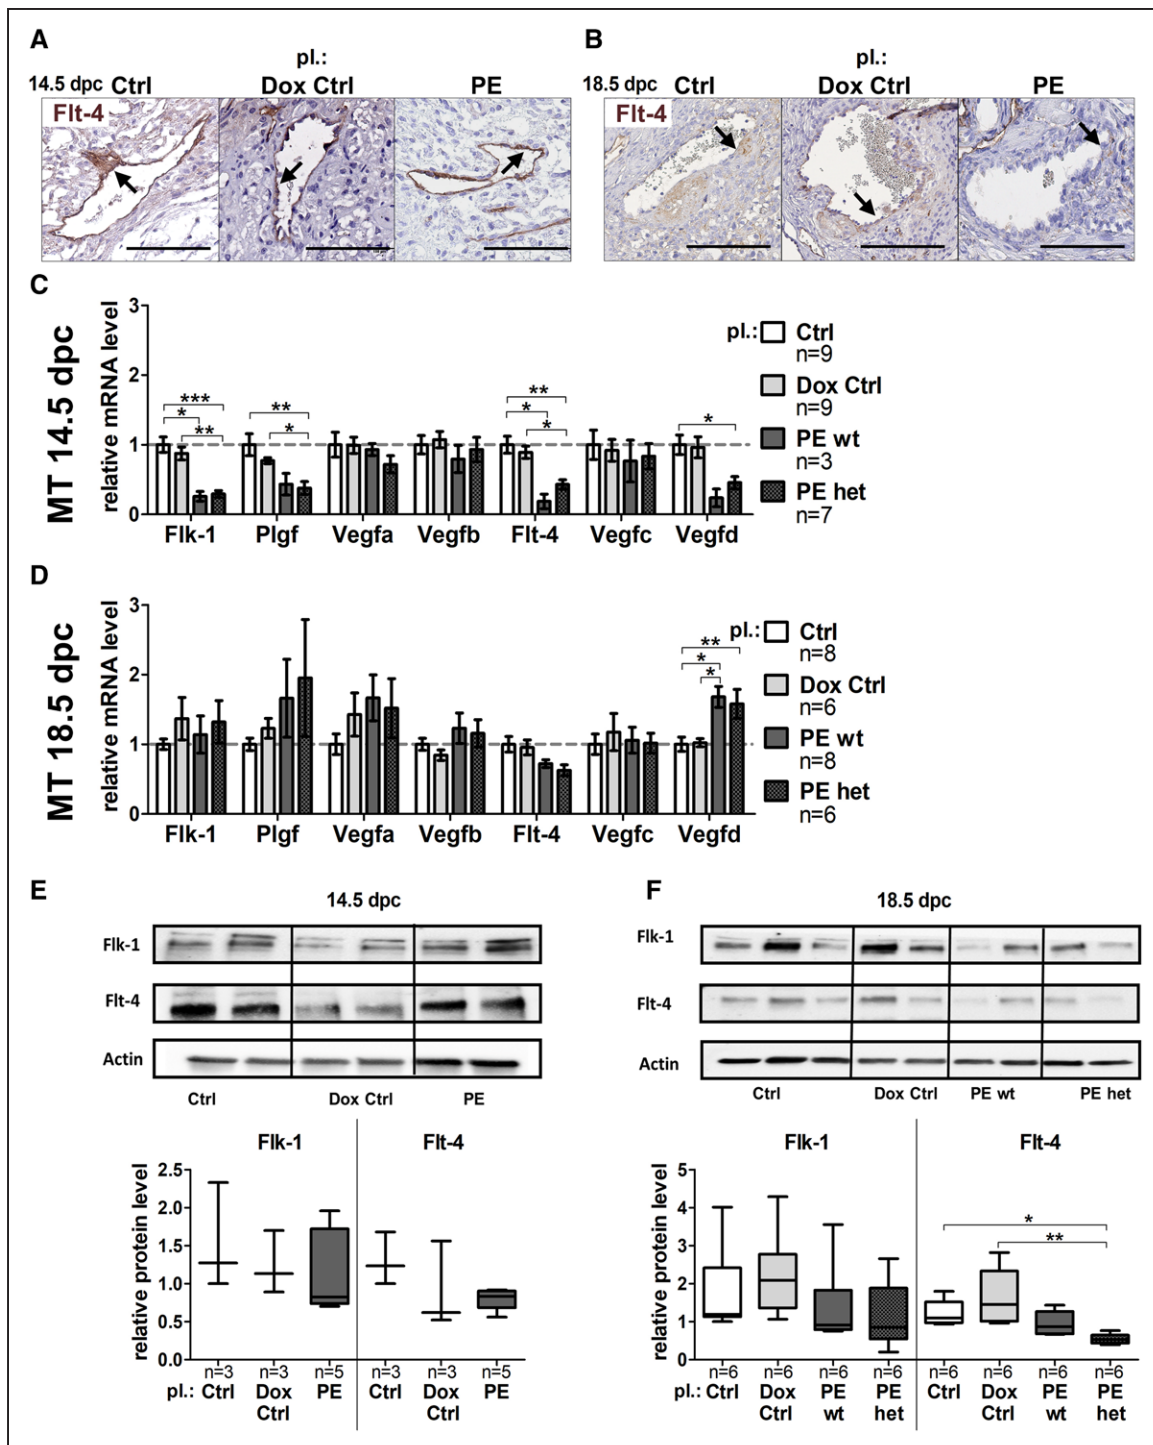 A
pl.:
14.5 dpc Ctrl Dox Ctrl PE
Flt-4
B
pl.:
18.5 dpc Ctrl Dox Ctrl PE
Flt-4
C
MT 14.5 dpc
relative mRNA level
3
2
1
0
*** * ** ** * ** * * *
Flk-1 Plgf Vegfa Vegfb Flt-4 Vegfc Vegfd
pl.: Ctrl
n=9
Dox Ctrl
n=9
PE wt
n=3
PE het
n=7
D
MT 18.5 dpc
relative mRNA level
3
2
1
0
** * *
Flk-1 Plgf Vegfa Vegfb Flt-4 Vegfc Vegfd
pl.: Ctrl
n=8
Dox Ctrl
n=6
PE wt
n=8
PE het
n=6
E
14.5 dpc
Flk-1
Flt-4
Actin
Ctrl Dox Ctrl PE
Flk-1 Flt-4
relative protein level
2.5
2.0
1.5
1.0
0.5
0.0
n=3 n=3 n=5 n=3 n=3 n=5
pl.: Ctrl Dox Ctrl PE Ctrl Dox Ctrl PE
F
18.5 dpc
Flk-1
Flt-4
Actin
Ctrl Dox Ctrl PE wt PE het
Flk-1 Flt-4
relative protein level
5
4
3
2
1
0
*
**
n=6 n=6 n=6 n=6 n=6 n=6 n=6 n=6
pl.: Ctrl Dox Ctrl PE wt PE het Ctrl Dox Ctrl PE wt PE het